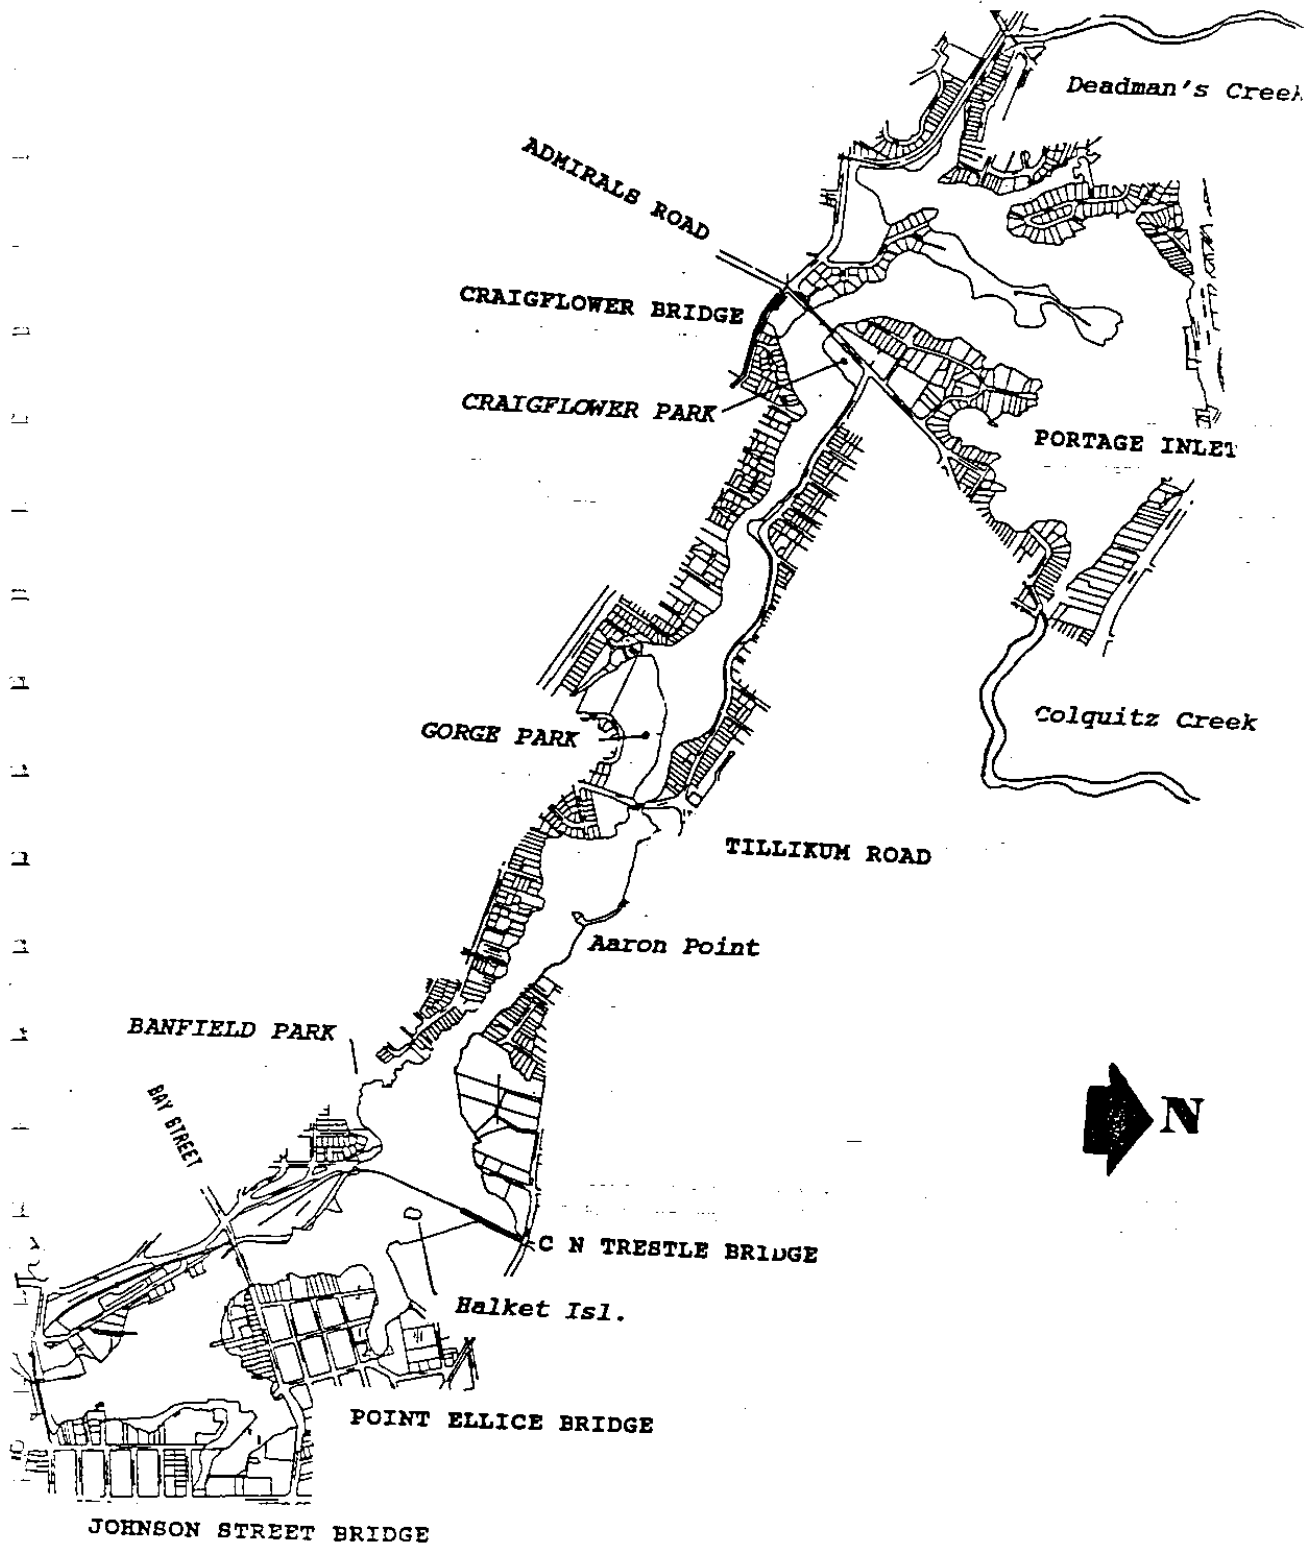 Deadman's Creek
ADMIRALS ROAD
CRAIGFLOWER BRIDGE
CRAIGFLOWER PARK
PORTAGE INLET
GORGE PARK
Colquitz Creek
TILLIKUM ROAD
Aaron Point
BANFIELD PARK
BAY STREET
N
C N TRESTLE BRIDGE
Halket Isl.
POINT ELLICE BRIDGE
JOHNSON STREET BRIDGE